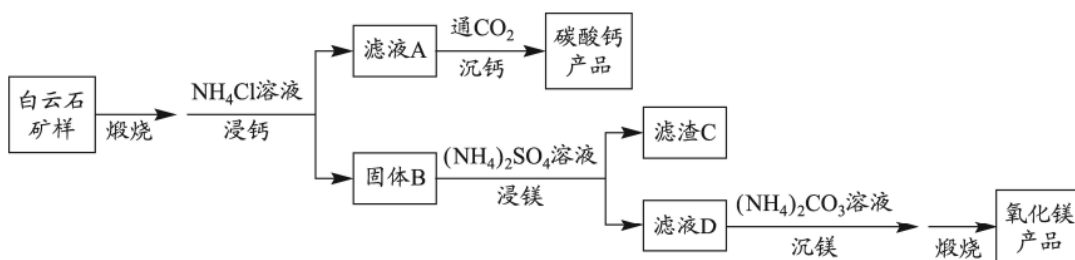 白云石
矿样
煅烧
NH₄Cl溶液
浸钙
滤液A
通CO₂
沉钙
碳酸钙
产品
固体B
(NH₄)₂SO₄溶液
浸镁
滤渣C
滤液D
(NH₄)₂CO₃溶液
沉镁
煅烧
氧化镁
产品